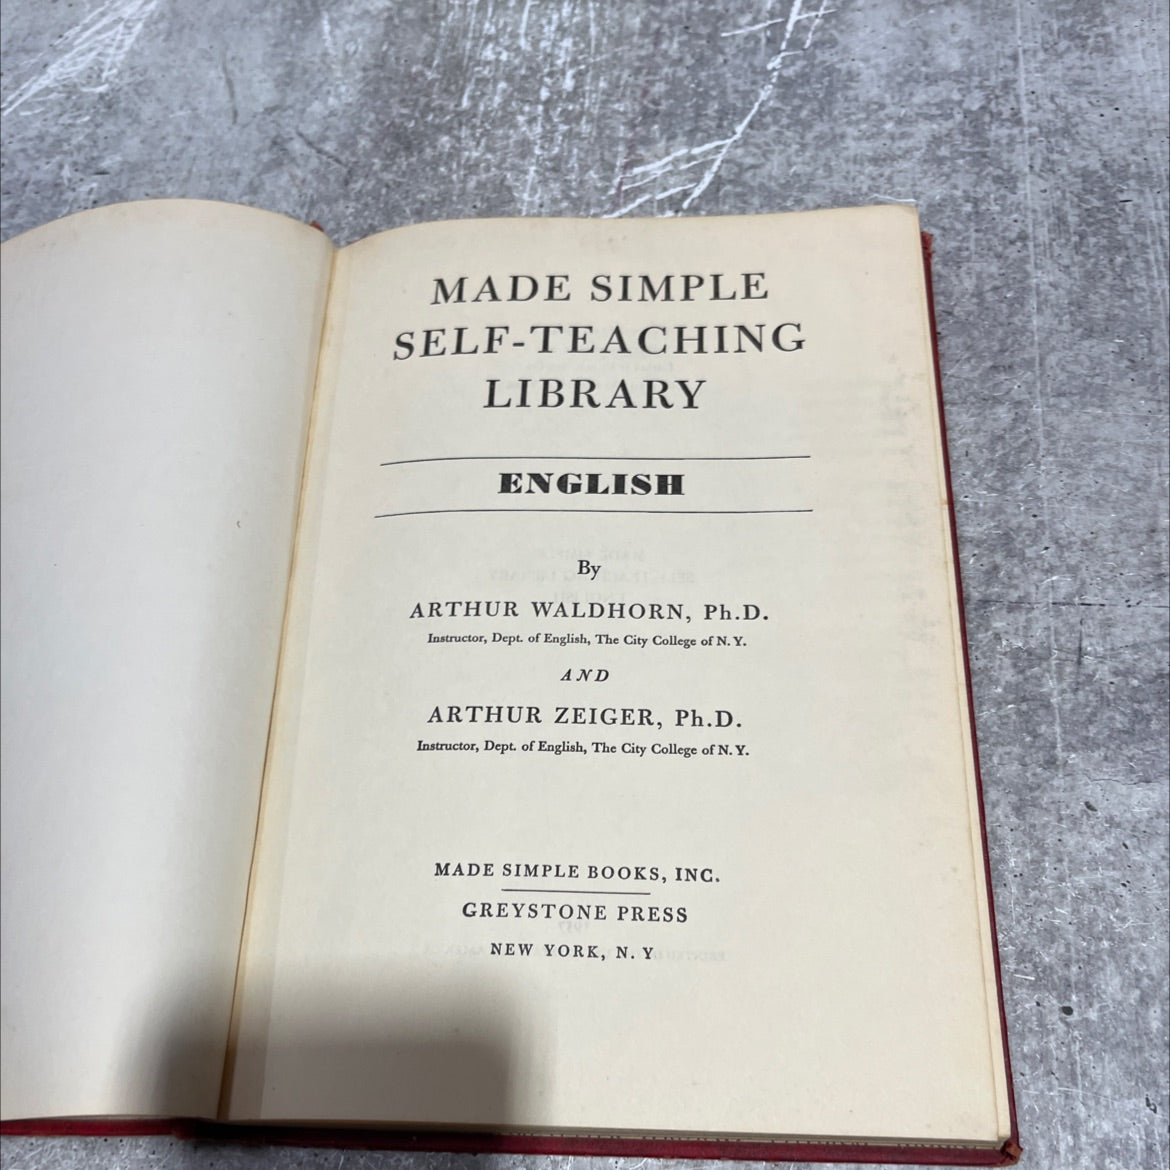 MADE SIMPLE
SELF-TEACHING
LIBRARY
ENGLISH
By
ARTHUR WALDHORN, Ph.D.
Instructor, Dept. of English, The City College of N. Y.
AND
ARTHUR ZEIGER, Ph.D.
Instructor, Dept. of English, The City College of N. Y.
MADE SIMPLE BOOKS, INC.
GREYSTONE PRESS
NEW YORK, N. Y